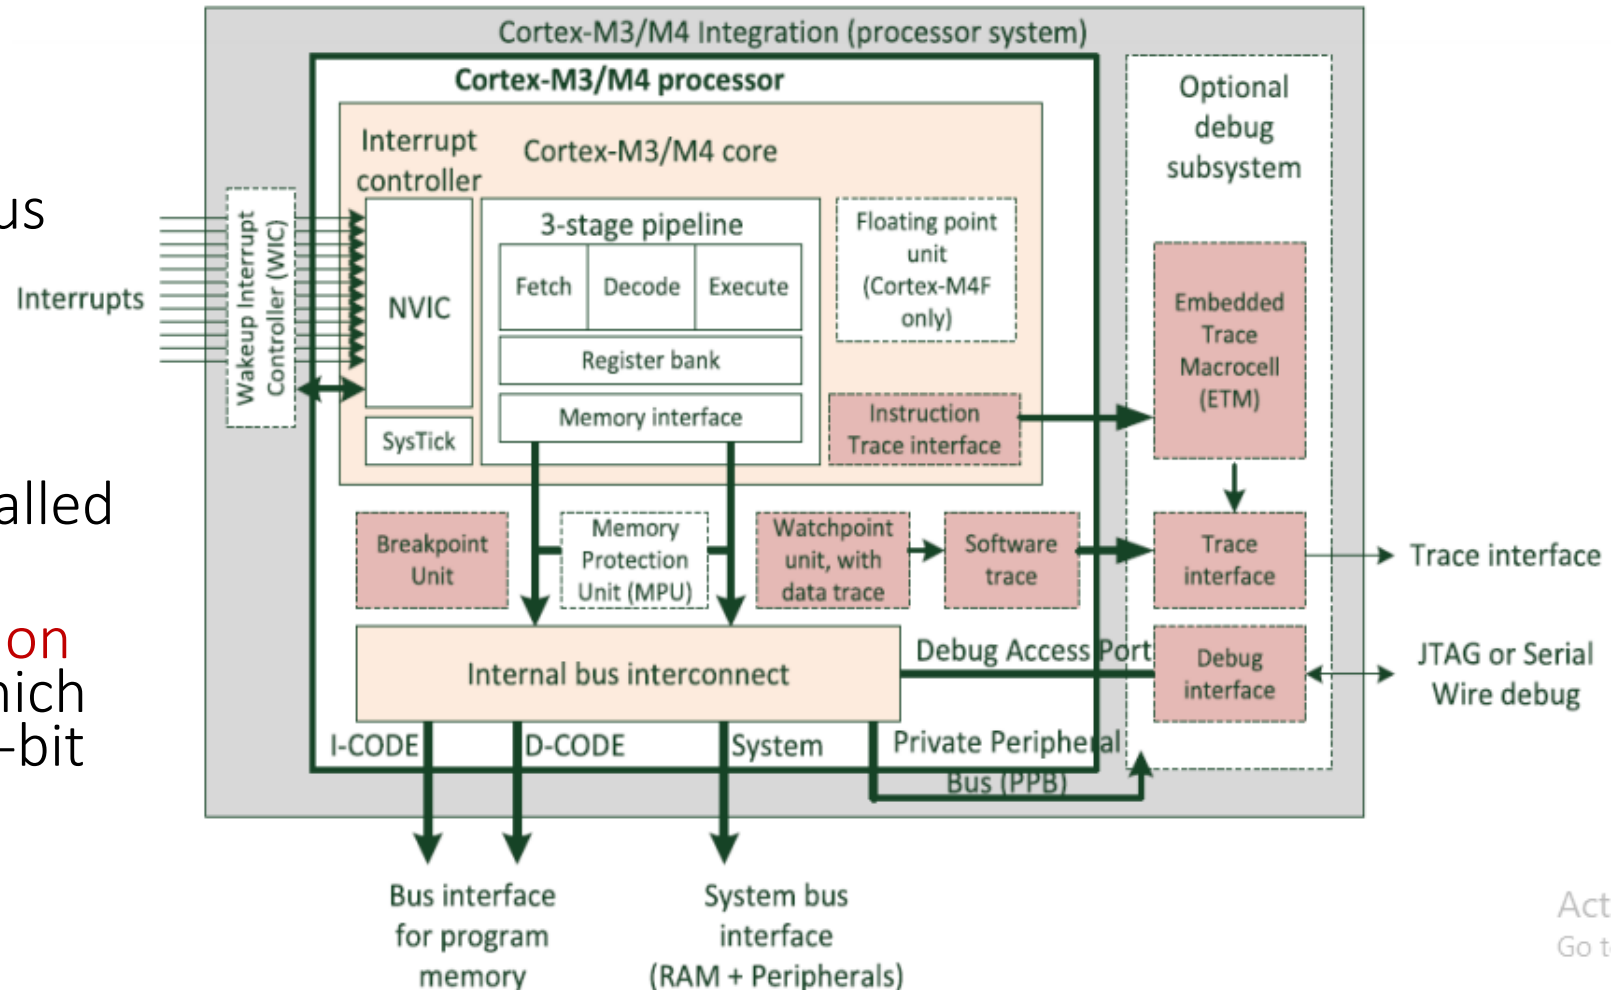 Cortex-M3/M4 Integration (processor system)
Cortex-M3/M4 processor
Optional
debug
subsystem
Interrupt
controller
Cortex-M3/M4 core
us
Interrupts
Wakeup Interrupt
Controller (WIC)
NVIC
SysTick
3-stage pipeline
Fetch
Decode
Execute
Register bank
Memory interface
Floating point
unit
(Cortex-M4F
only)
Instruction
Trace interface
Embedded
Trace
Macrocell
(ETM)
alled
Breakpoint
Unit
Memory
Protection
Unit (MPU)
Watchpoint
unit, with
data trace
Software
trace
Trace
interface
Trace interface
on
hich
-bit
Internal bus interconnect
Debug Access Port
Debug
interface
JTAG or Serial
Wire debug
I-CODE
D-CODE
System
Private Peripheral
Bus (PPB)
Bus interface
for program
memory
System bus
interface
(RAM + Peripherals)
Act
Go t